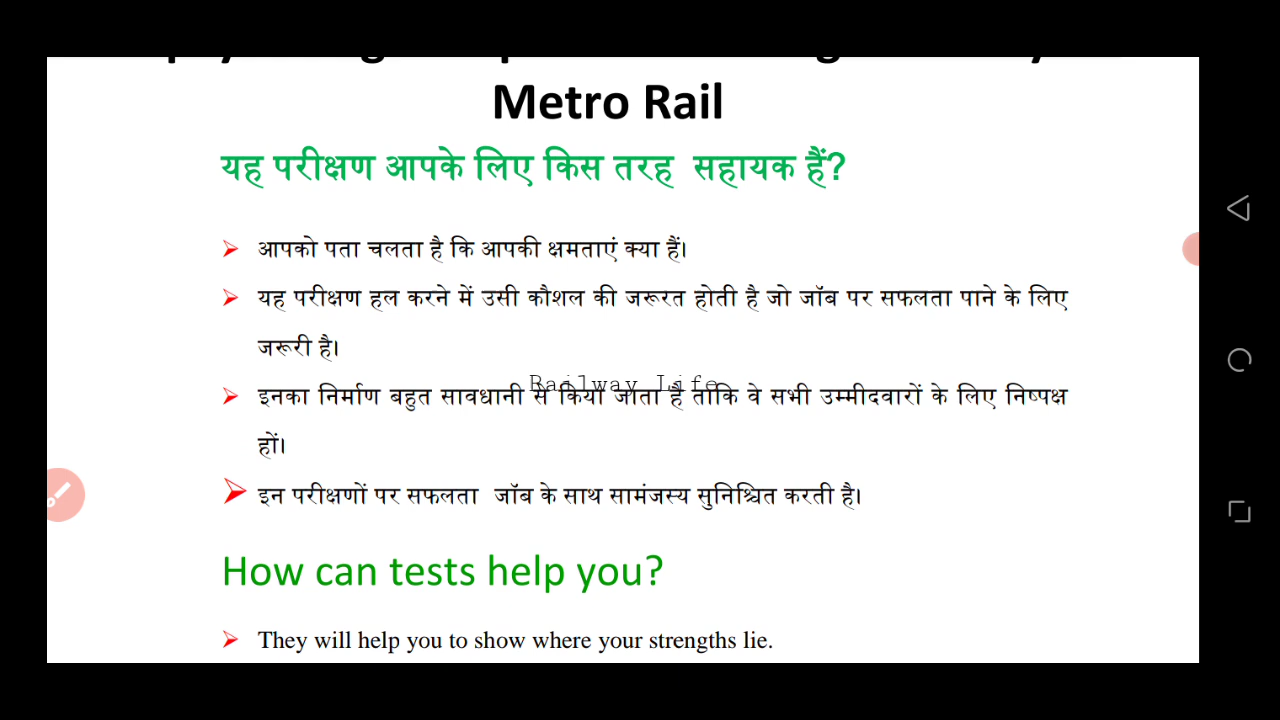 Metro Rail
यह परीक्षण आपके लिए किस तरह सहायक हैं?
आपको पता चलता है कि आपकी क्षमताएं क्या हैं।
यह परीक्षण हल करने में उसी कौशल की जरूरत होती है जो जॉब पर सफलता पाने के लिए
जरूरी है।
Railway Life
इनका निर्माण बहुत सावधानी से किया जाता है ताकि वे सभी उम्मीदवारों के लिए निष्पक्ष
हों।
इन परीक्षणों पर सफलता जॉब के साथ सामंजस्य सुनिश्चित करती है।
How can tests help you?
They will help you to show where your strengths lie.